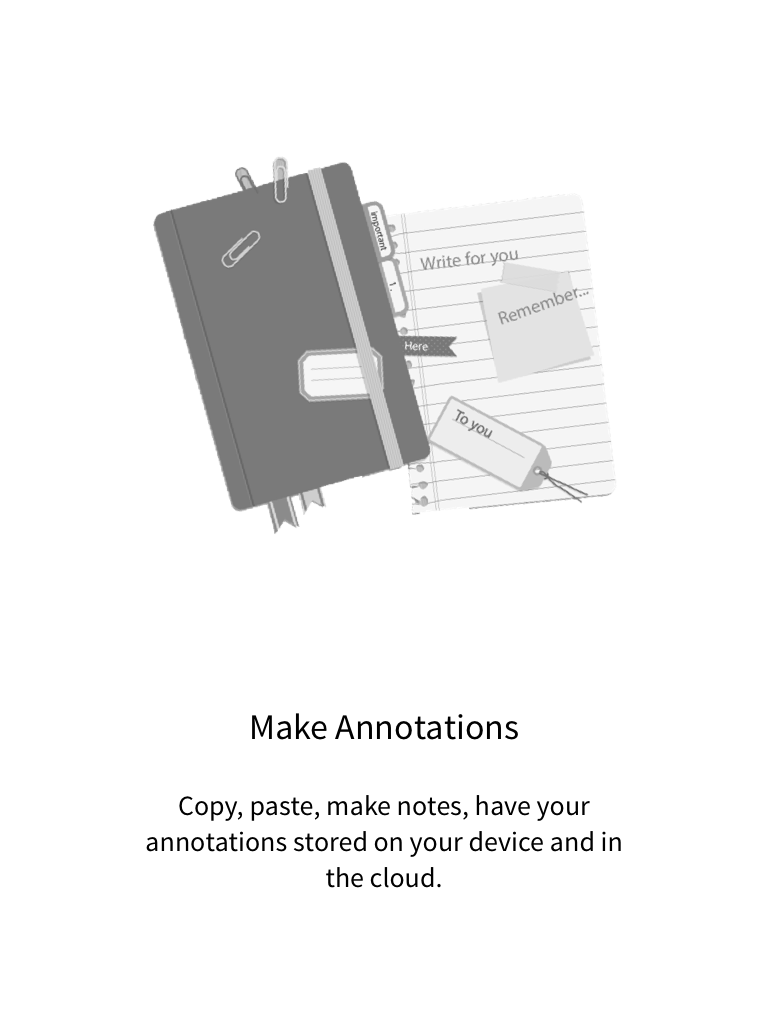 important
1.
Write for you
Remember...
Here
To you
Make Annotations
Copy, paste, make notes, have your
annotations stored on your device and in
the cloud.